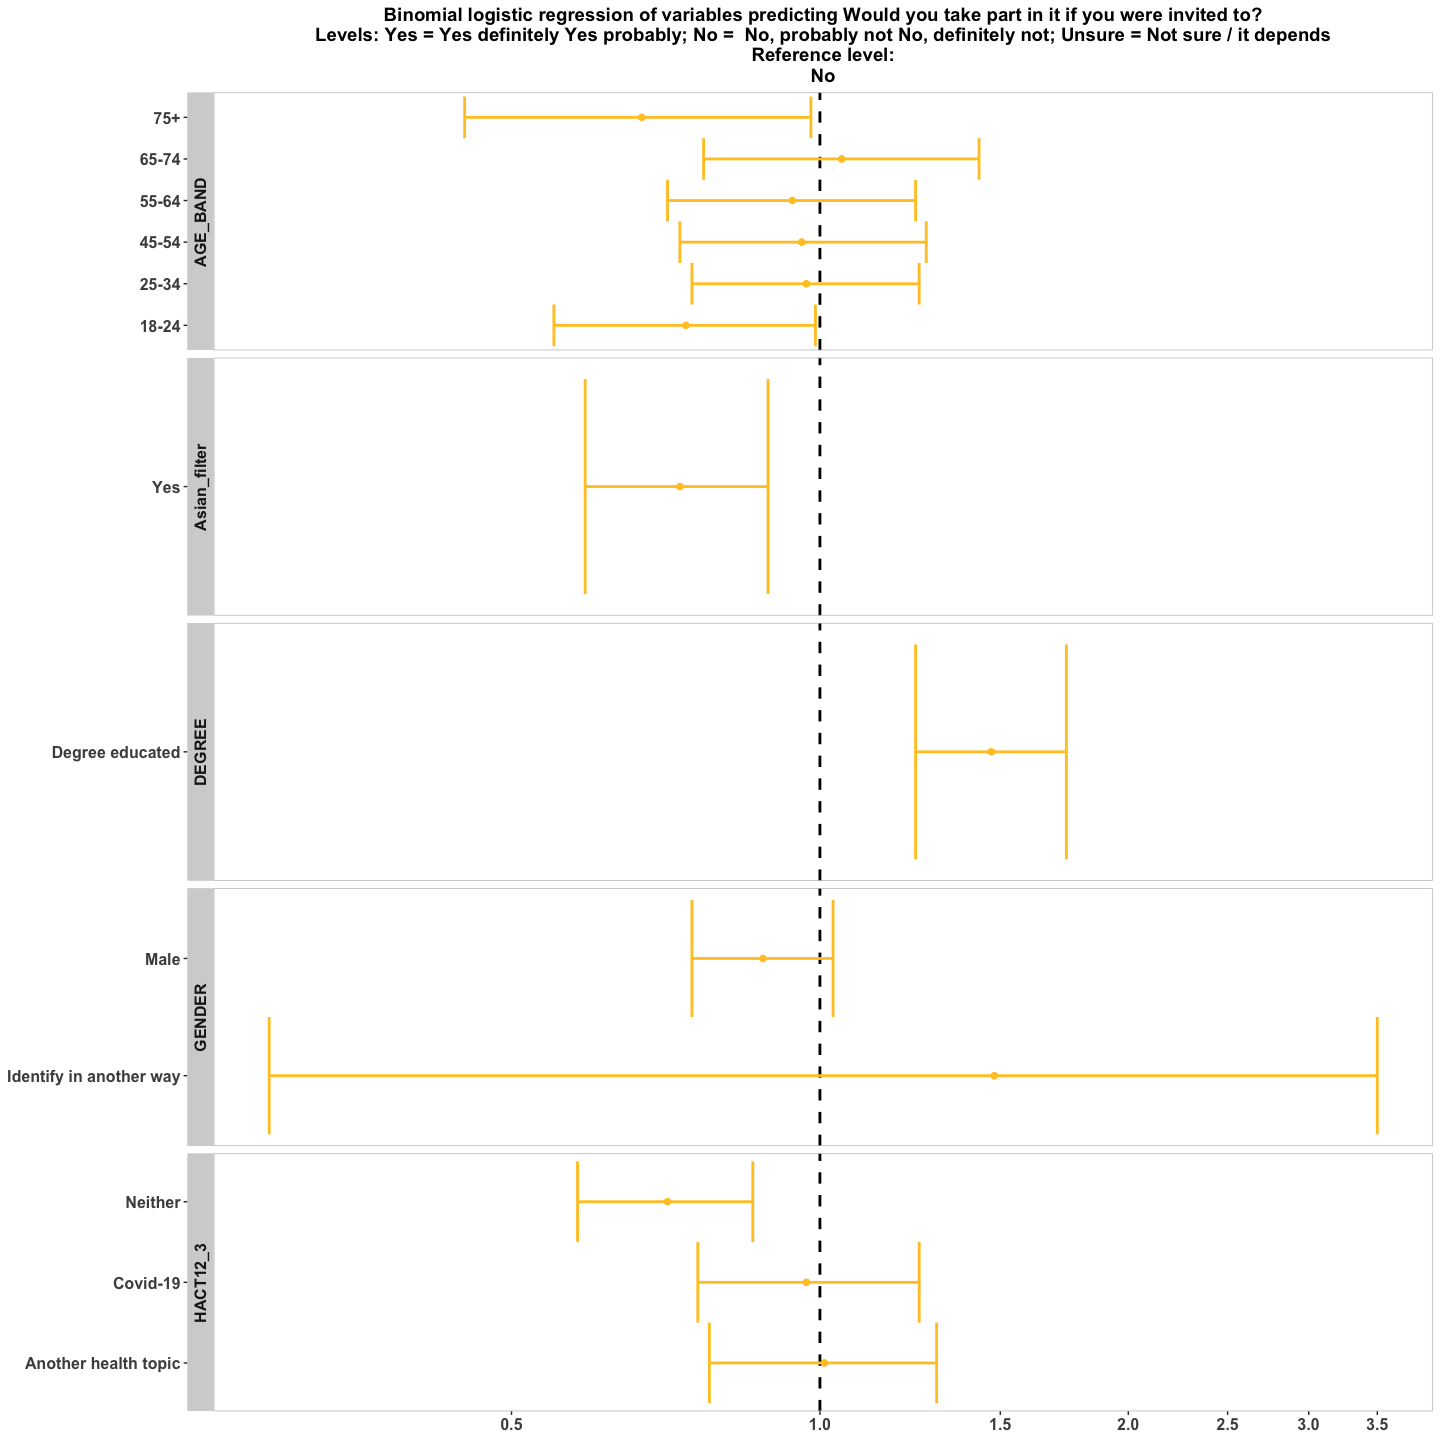 Binomial logistic regression of variables predicting Would you take part in it if you were invited to?
Levels: Yes = Yes definitely Yes probably; No =  No, probably not No, definitely not; Unsure = Not sure / it depends
Reference level:
No
AGE_BAND
75+
65-74
55-64
45-54
25-34
18-24
Asian_filter
Yes
DEGREE
Degree educated
GENDER
Male
Identify in another way
HACT12_3
Neither
Covid-19
Another health topic
0.5 1.0 1.5 2.0 2.5 3.0 3.5